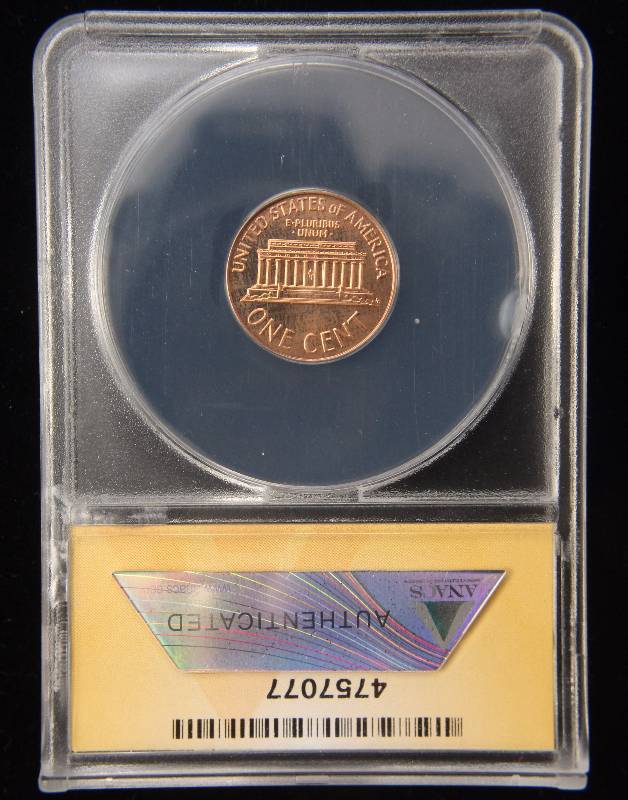 UNITED STATES OF AMERICA
E·PLURIBUS
·UNUM·
ONE CENT
ANACS
AUTHENTICATED
4757077